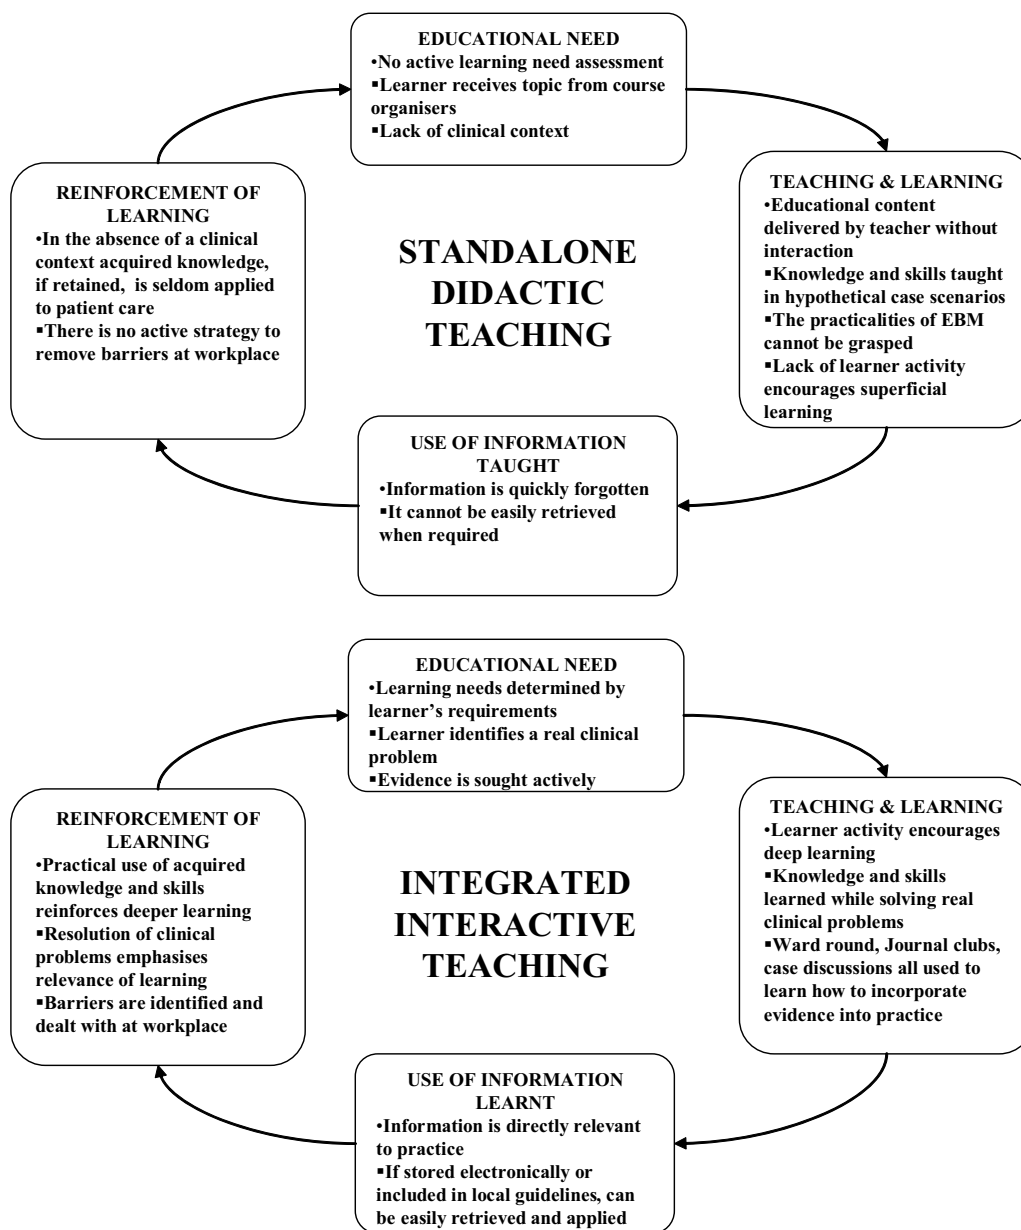 EDUCATIONAL NEED
•No active learning need assessment
▪Learner receives topic from course
organisers
▪Lack of clinical context
TEACHING & LEARNING
•Educational content
delivered by teacher without
interaction
▪Knowledge and skills taught
in hypothetical case scenarios
▪The practicalities of EBM
cannot be grasped
▪Lack of learner activity
encourages superficial
learning
USE OF INFORMATION
TAUGHT
•Information is quickly forgotten
▪It cannot be easily retrieved
when required
REINFORCEMENT OF
LEARNING
•In the absence of a clinical
context acquired knowledge,
if retained, is seldom applied
to patient care
▪There is no active strategy to
remove barriers at workplace
STANDALONE
DIDACTIC
TEACHING
EDUCATIONAL NEED
•Learning needs determined by
learner's requirements
▪Learner identifies a real clinical
problem
▪Evidence is sought actively
TEACHING & LEARNING
•Learner activity encourages
deep learning
▪Knowledge and skills
learned while solving real
clinical problems
▪Ward round, Journal clubs,
case discussions all used to
learn how to incorporate
evidence into practice
USE OF INFORMATION
LEARNT
•Information is directly relevant
to practice
▪If stored electronically or
included in local guidelines, can
be easily retrieved and applied
REINFORCEMENT OF
LEARNING
•Practical use of acquired
knowledge and skills
reinforces deeper learning
▪Resolution of clinical
problems emphasises
relevance of learning
▪Barriers are identified and
dealt with at workplace
INTEGRATED
INTERACTIVE
TEACHING